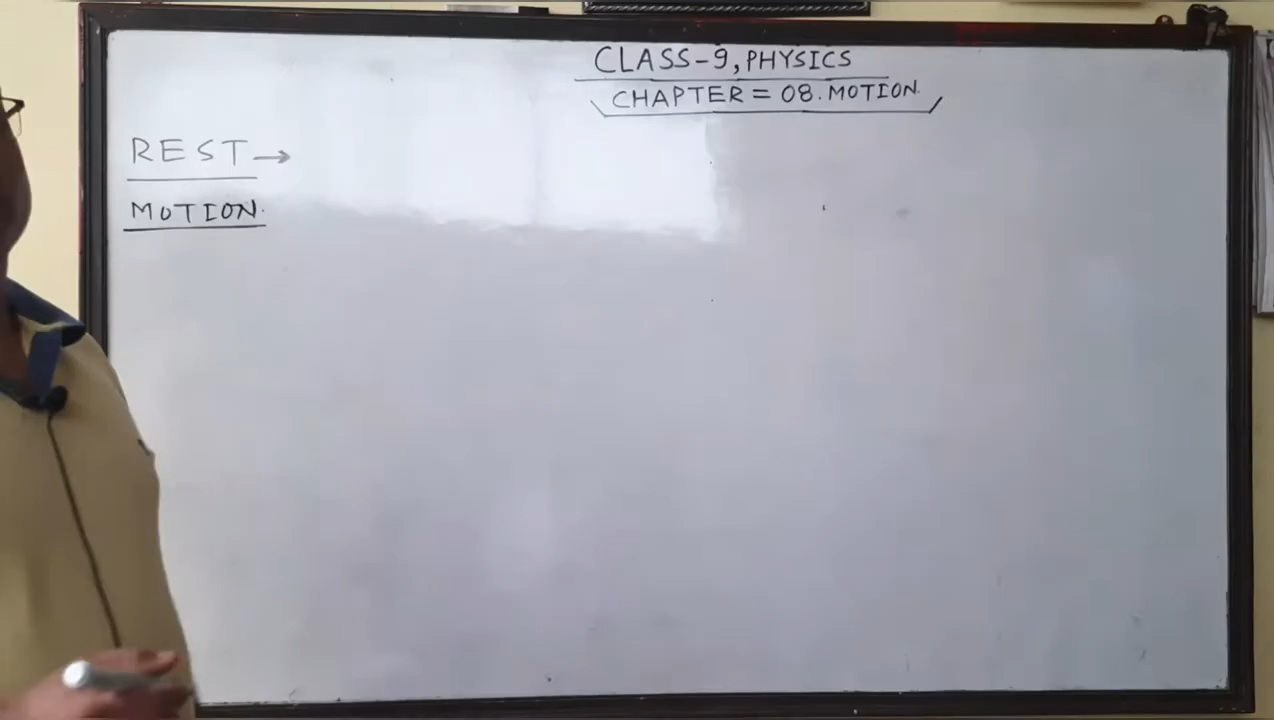 CLASS-9, PHYSICS
CHAPTER = 08. MOTION.
REST →
MOTION.